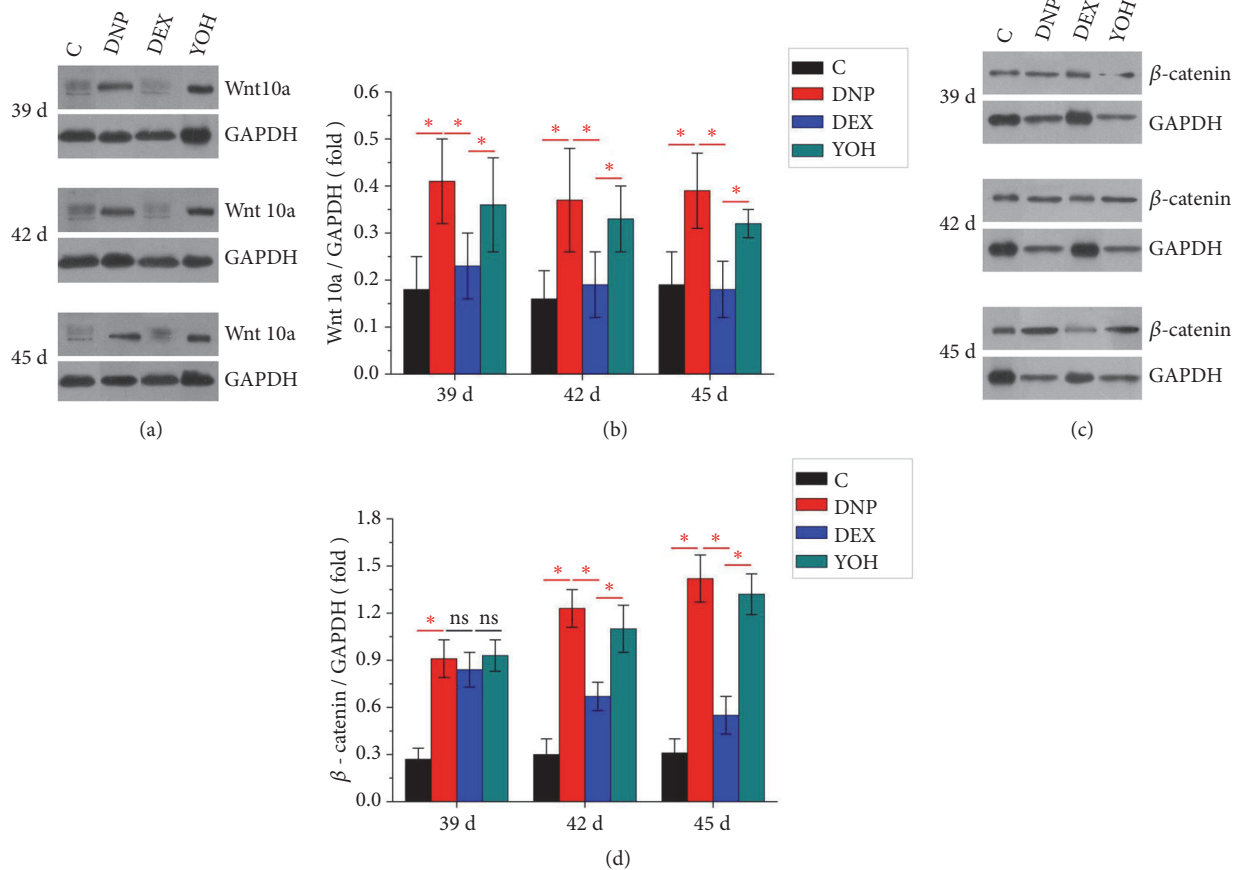 C DNP DEX YOH
39 d
Wnt10a
GAPDH
42 d
Wnt 10a
GAPDH
45 d
Wnt 10a
GAPDH
(a)
C
DNP
DEX
YOH
Wnt 10a / GAPDH ( fold )
0.6
0.5
0.4
0.3
0.2
0.1
0.0
* * *
* * *
* * *
39 d 42 d 45 d
(b)
C DNP DEX YOH
39 d
β-catenin
GAPDH
42 d
β-catenin
GAPDH
45 d
β-catenin
GAPDH
(c)
C
DNP
DEX
YOH
β - catenin / GAPDH ( fold )
1.8
1.5
1.2
0.9
0.6
0.3
0.0
* ns ns
* * *
* * *
39 d 42 d 45 d
(d)